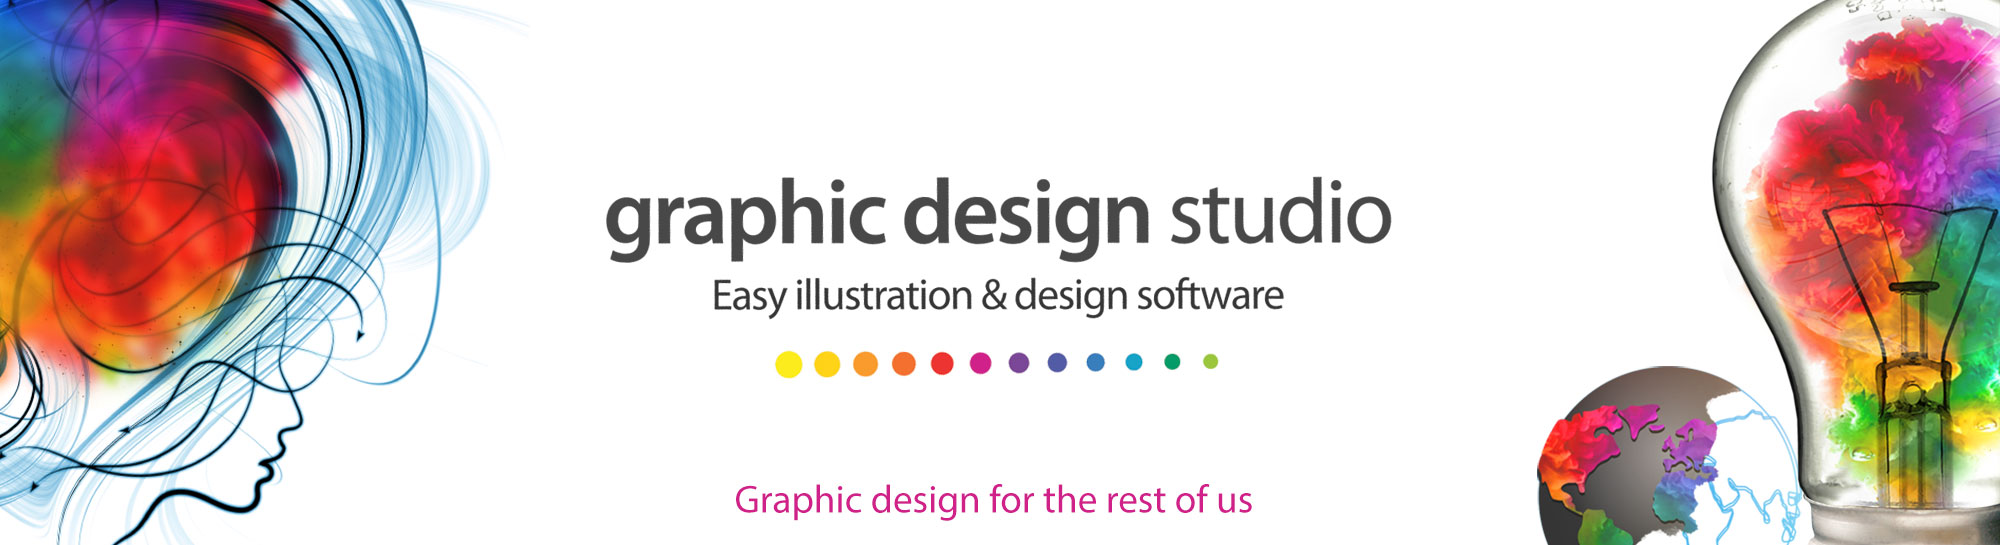 graphic design studio
Easy illustration & design software
Graphic design for the rest of us